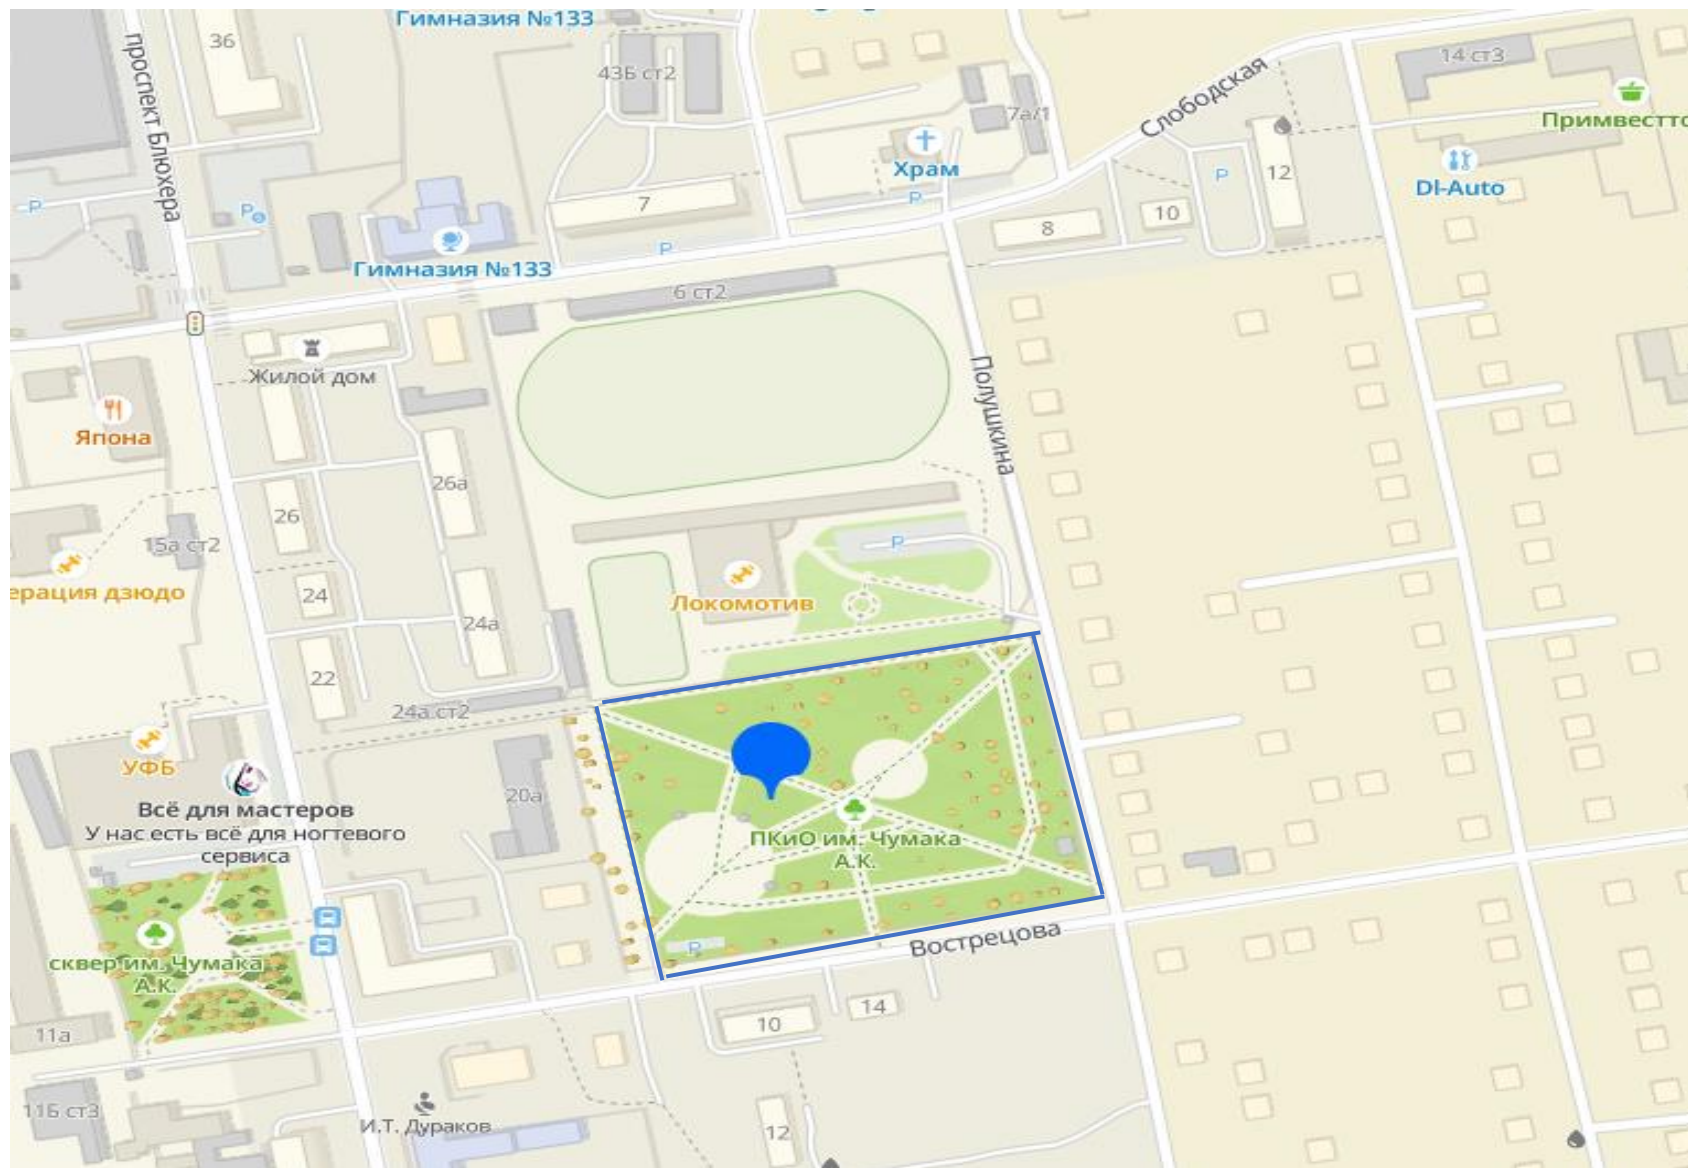 Гимназия №133
36
проспект Блюхера
43Б ст2
7а/1
Слободская
14 ст3
Примвестто
Храм
P
12
Dl-Auto
P
P
7
P
10
8
P
Гимназия №133
6 ст2
Жилой дом
Япона
Полушкина
26а
26
15а ст2
P
ерация дзюдо
24
Локомотив
24а
22
24а ст2
УФБ
20а
Всё для мастеров
У нас есть всё для ногтевого
сервиса
ПКиО им. Чумака
А.К.
P
Вострецова
сквер им. Чумака
А.К.
11а
10
14
11Б ст3
И.Т. Дураков
12